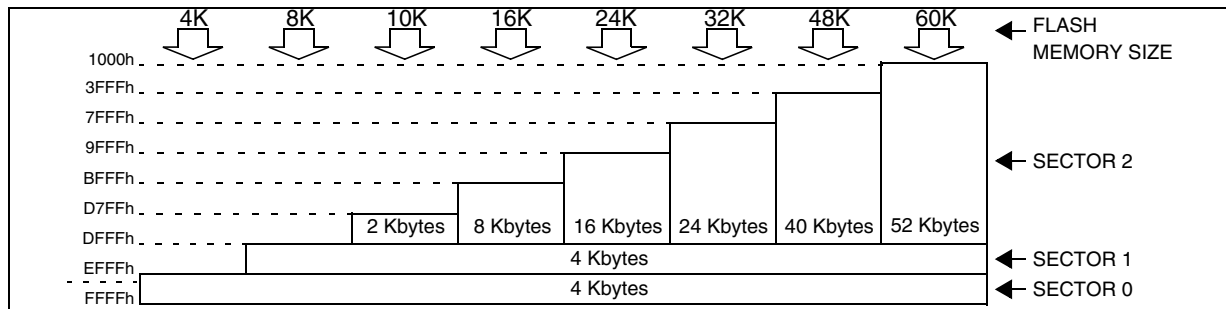 4K 8K 10K 16K 24K 32K 48K 60K FLASH
MEMORY SIZE
1000h
3FFFh
7FFFh
9FFFh
SECTOR 2
BFFFh
D7FFh
2 Kbytes 8 Kbytes 16 Kbytes 24 Kbytes 40 Kbytes 52 Kbytes
DFFFh
4 Kbytes SECTOR 1
EFFFh
4 Kbytes SECTOR 0
FFFFh